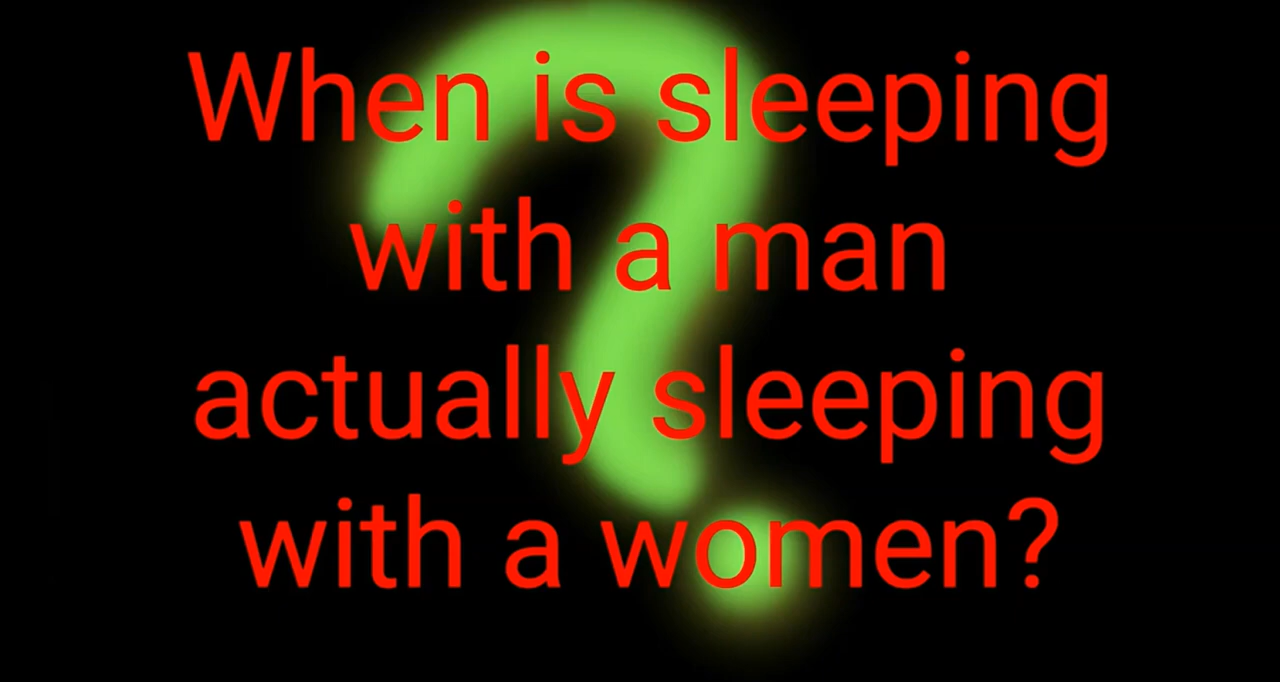 When is sleeping
with a man
actually sleeping
with a women?